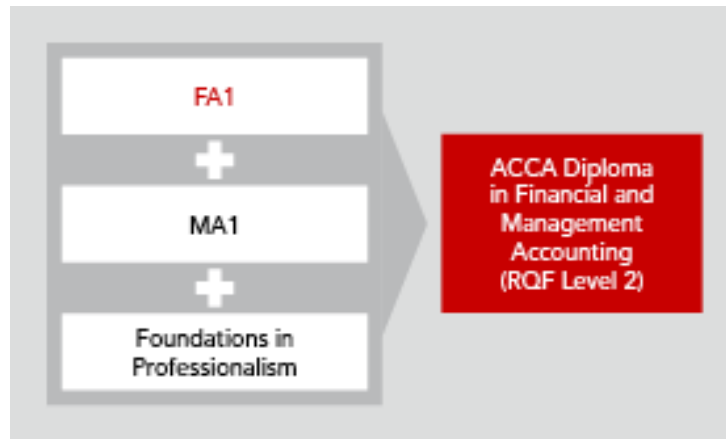 FA1
MA1
Foundations in
Professionalism
ACCA Diploma
in Financial and
Management
Accounting
(RQF Level 2)